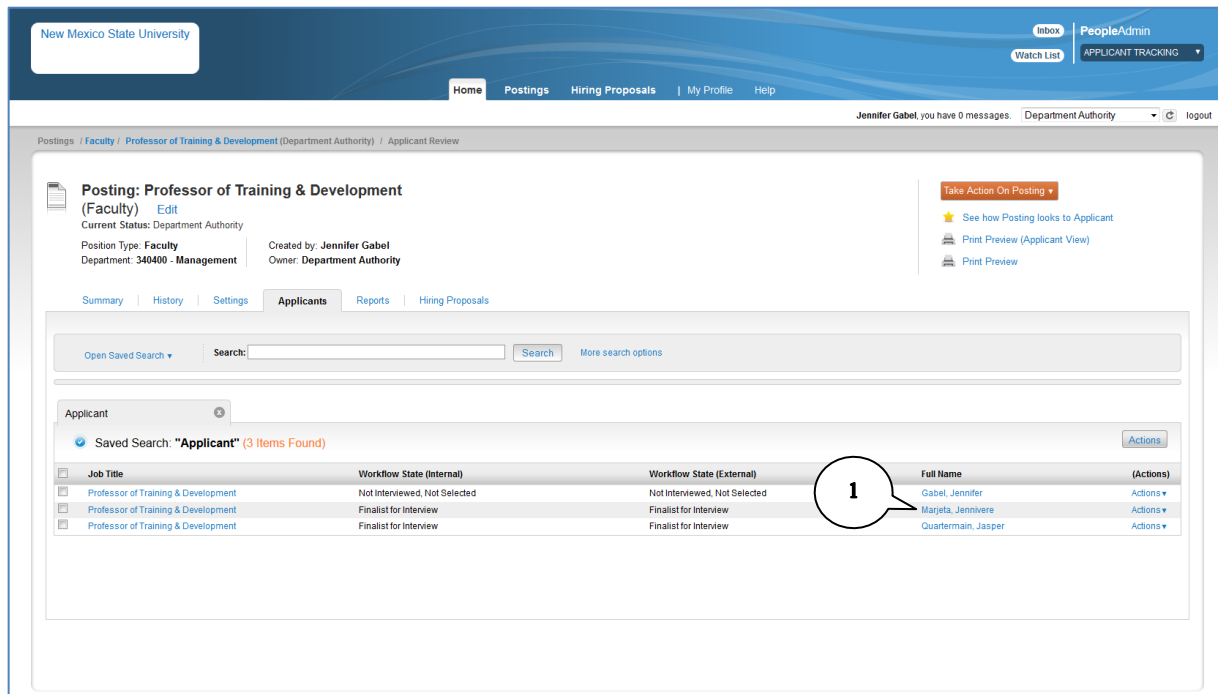 New Mexico State University
Inbox
PeopleAdmin
Watch List
APPLICANT TRACKING
Home Postings Hiring Proposals | My Profile Help
Jennifer Gabel, you have 0 messages. Department Authority logout
Postings / Faculty / Professor of Training & Development (Department Authority) / Applicant Review
Posting: Professor of Training & Development
(Faculty) Edit
Current Status: Department Authority
Position Type: Faculty Created by: Jennifer Gabel
Department: 340400 - Management Owner: Department Authority
Take Action On Posting
See how Posting looks to Applicant
Print Preview (Applicant View)
Print Preview
Summary History Settings Applicants Reports Hiring Proposals
Open Saved Search Search: Search More search options
Applicant
Saved Search: "Applicant" (3 Items Found) Actions
Job Title Workflow State (Internal) Workflow State (External) Full Name (Actions)
Professor of Training & Development Not Interviewed, Not Selected Not Interviewed, Not Selected Gabel, Jennifer Actions
1
Professor of Training & Development Finalist for Interview Finalist for Interview Marjeta, Jennivere Actions
Professor of Training & Development Finalist for Interview Finalist for Interview Quartermain, Jasper Actions